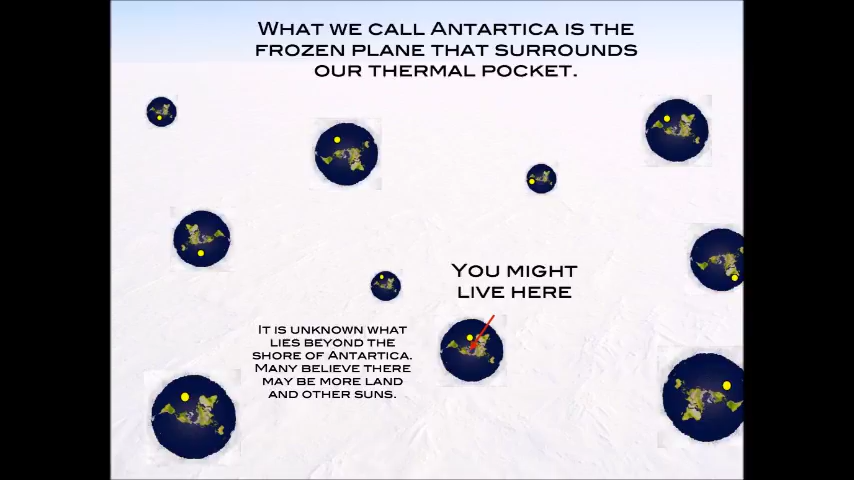 What we call Antartica is the
frozen plane that surrounds
our thermal pocket.
You might
live here
It is unknown what
lies beyond the
shore of Antartica.
Many believe there
may be more land
and other suns.